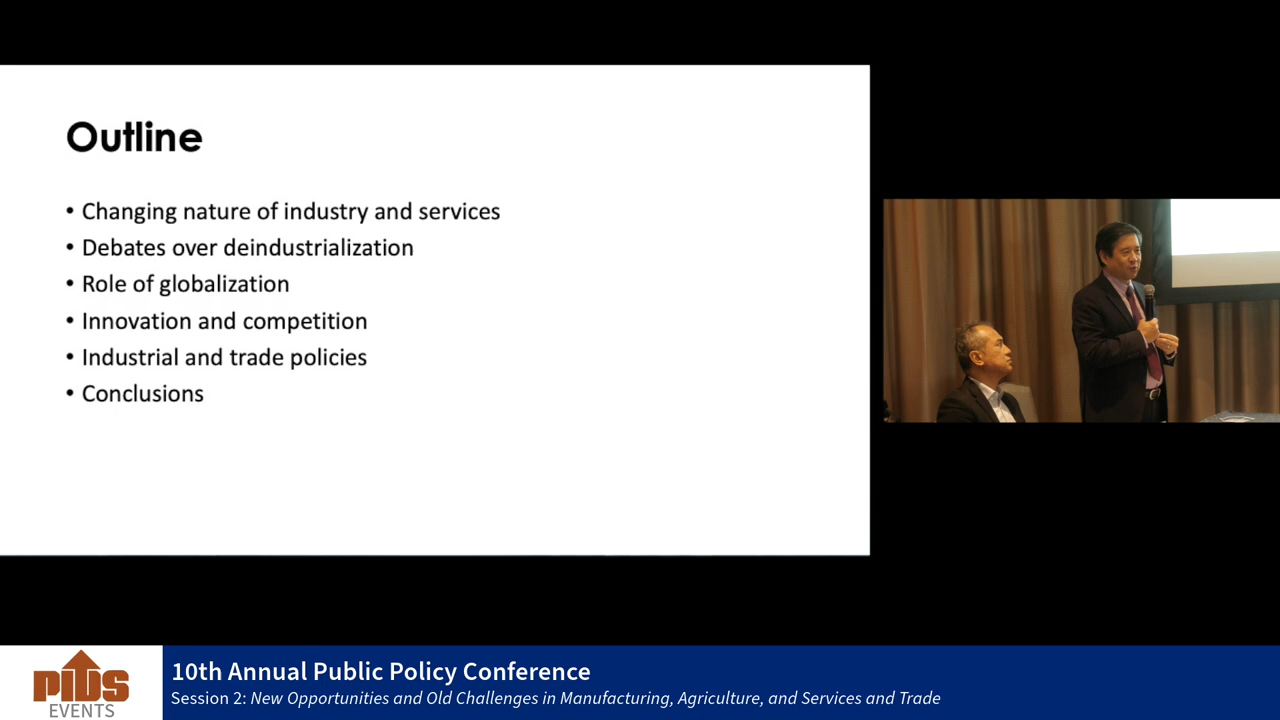 Outline
• Changing nature of industry and services
• Debates over deindustrialization
• Role of globalization
• Innovation and competition
• Industrial and trade policies
• Conclusions
PIDS
EVENTS
10th Annual Public Policy Conference
Session 2: New Opportunities and Old Challenges in Manufacturing, Agriculture, and Services and Trade